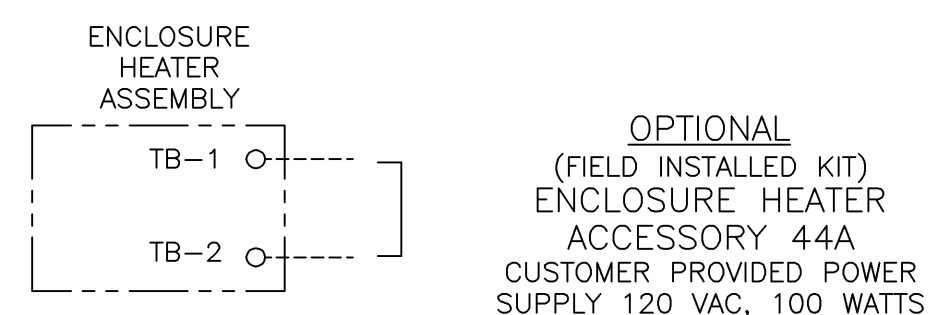 ENCLOSURE
HEATER
ASSEMBLY
TB-1
TB-2
OPTIONAL
(FIELD INSTALLED KIT)
ENCLOSURE HEATER
ACCESSORY 44A
CUSTOMER PROVIDED POWER
SUPPLY 120 VAC, 100 WATTS